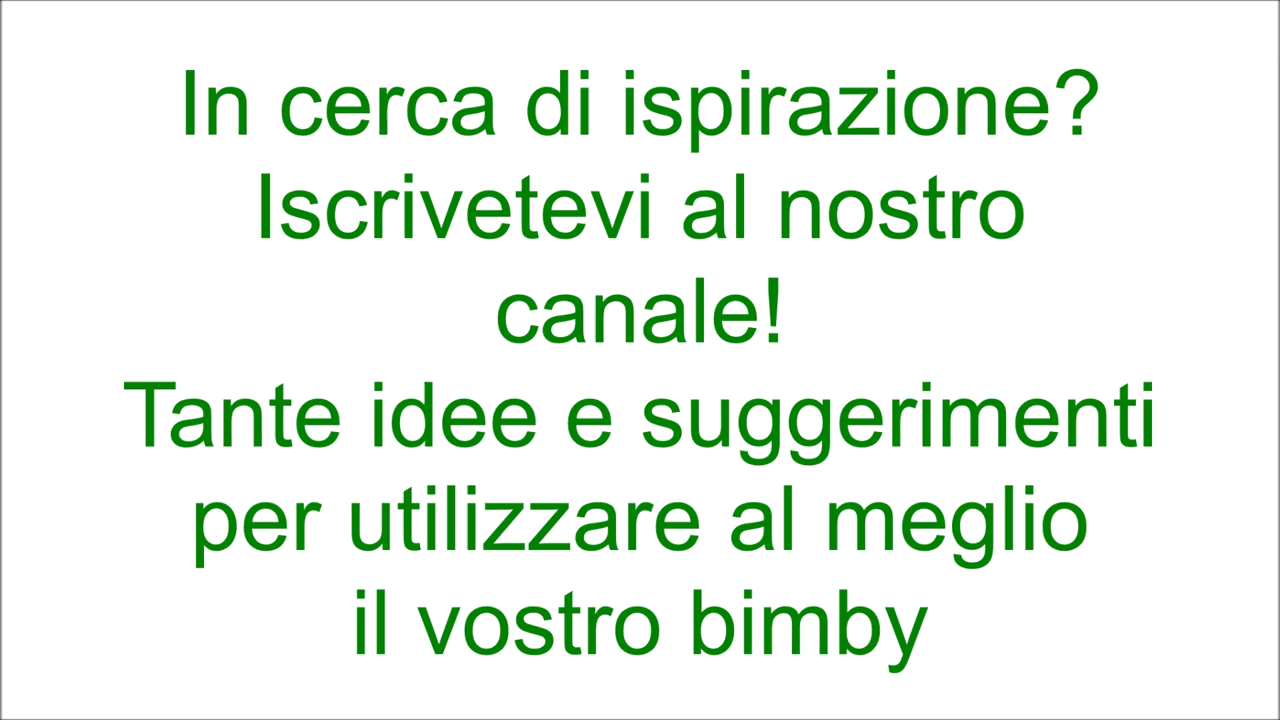 In cerca di ispirazione?
Iscrivetevi al nostro
canale!
Tante idee e suggerimenti
per utilizzare al meglio
il vostro bimby